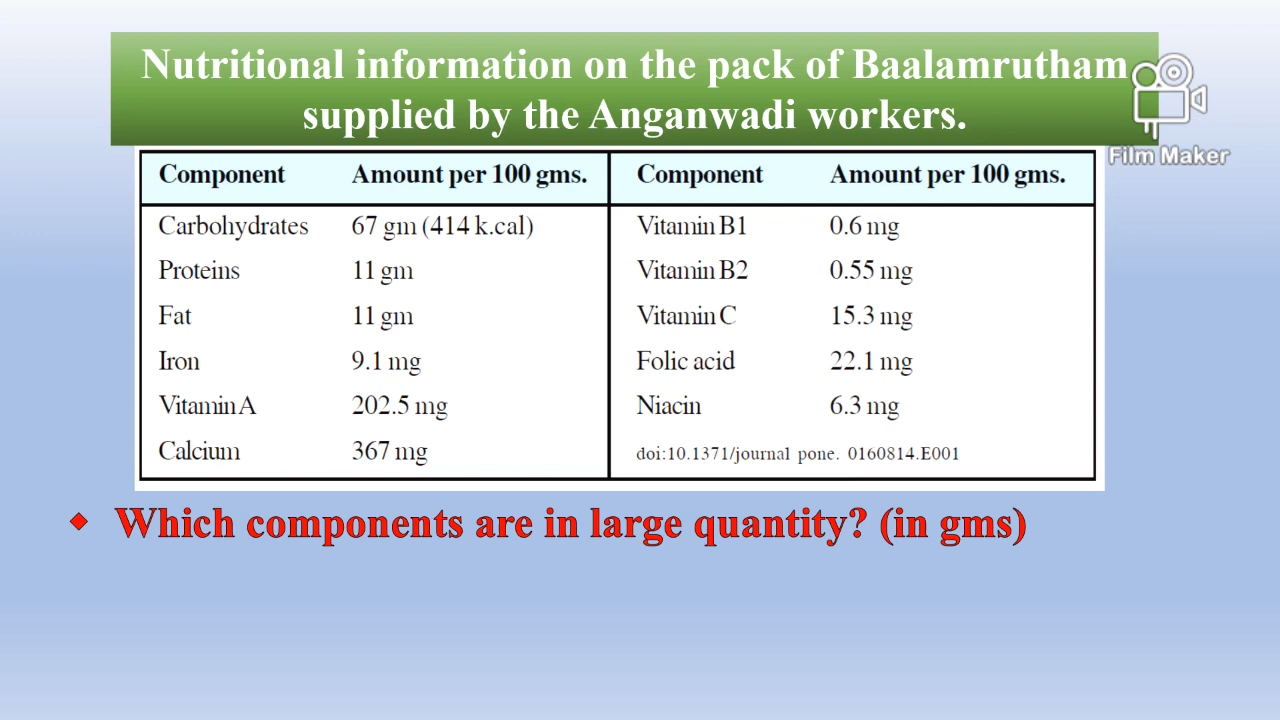 Nutritional information on the pack of Baalamrutham
supplied by the Anganwadi workers.
Film Maker
Component Amount per 100 gms. Component Amount per 100 gms.
Carbohydrates 67 gm (414 k.cal) Vitamin B1 0.6 mg
Proteins 11 gm Vitamin B2 0.55 mg
Fat 11 gm Vitamin C 15.3 mg
Iron 9.1 mg Folic acid 22.1 mg
Vitamin A 202.5 mg Niacin 6.3 mg
Calcium 367 mg doi:10.1371/journal pone. 0160814.E001
◆ Which components are in large quantity? (in gms)